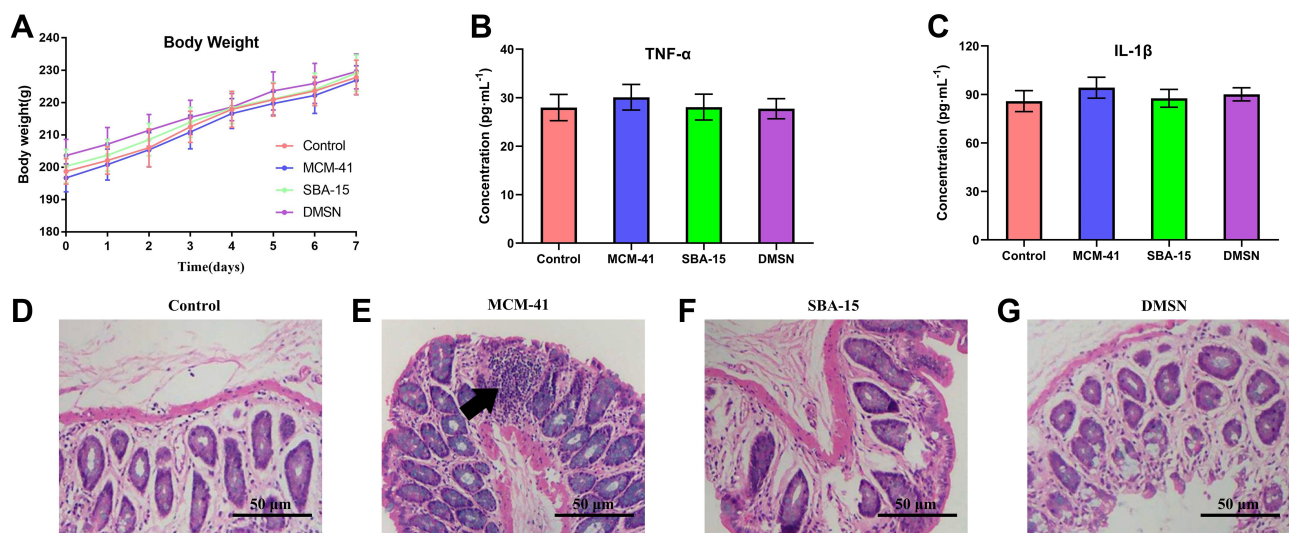 A
Body Weight
Body weight(g)
240
230
220
210
200
190
180
0 1 2 3 4 5 6 7
Time(days)
Control
MCM-41
SBA-15
DMSN
B
TNF-α
Concentration (pg·mL⁻¹)
40
30
20
10
0
Control MCM-41 SBA-15 DMSN
C
IL-1β
Concentration (pg·mL⁻¹)
120
90
60
30
0
Control MCM-41 SBA-15 DMSN
D
Control
50 μm
E
MCM-41
50 μm
F
SBA-15
50 μm
G
DMSN
50 μm